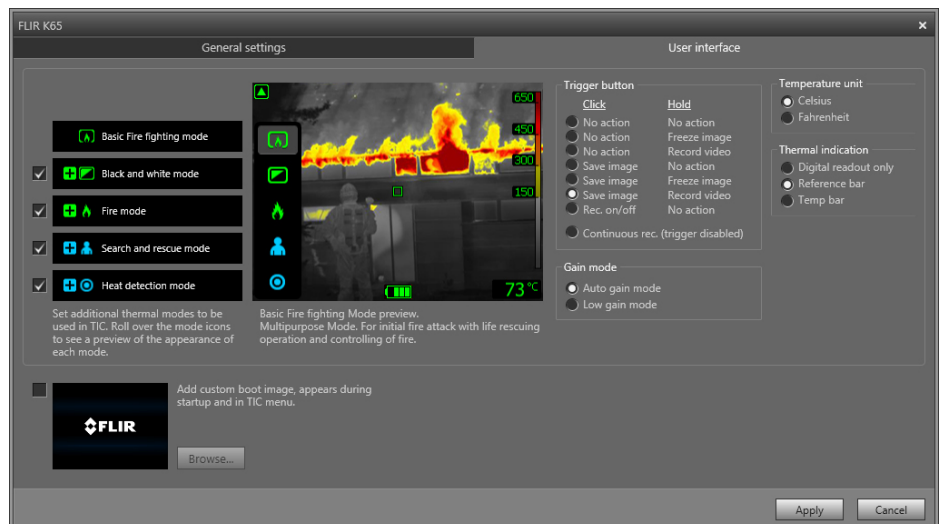 FLIR K65
General settings
User interface
Basic Fire fighting mode
Black and white mode
Fire mode
Search and rescue mode
Heat detection mode
Set additional thermal modes to be
used in TIC. Roll over the mode icons
to see a preview of the appearance of
each mode.
650
450
300
150
73°C
Basic Fire fighting Mode preview.
Multipurpose Mode. For initial fire attack with life rescuing
operation and controlling of fire.
Trigger button
Click Hold
No action No action
No action Freeze image
No action Record video
Save image No action
Save image Freeze image
Save image Record video
Rec. on/off No action
Continuous rec. (trigger disabled)
Gain mode
Auto gain mode
Low gain mode
Temperature unit
Celsius
Fahrenheit
Thermal indication
Digital readout only
Reference bar
Temp bar
FLIR
Add custom boot image, appears during
startup and in TIC menu.
Browse...
Apply
Cancel